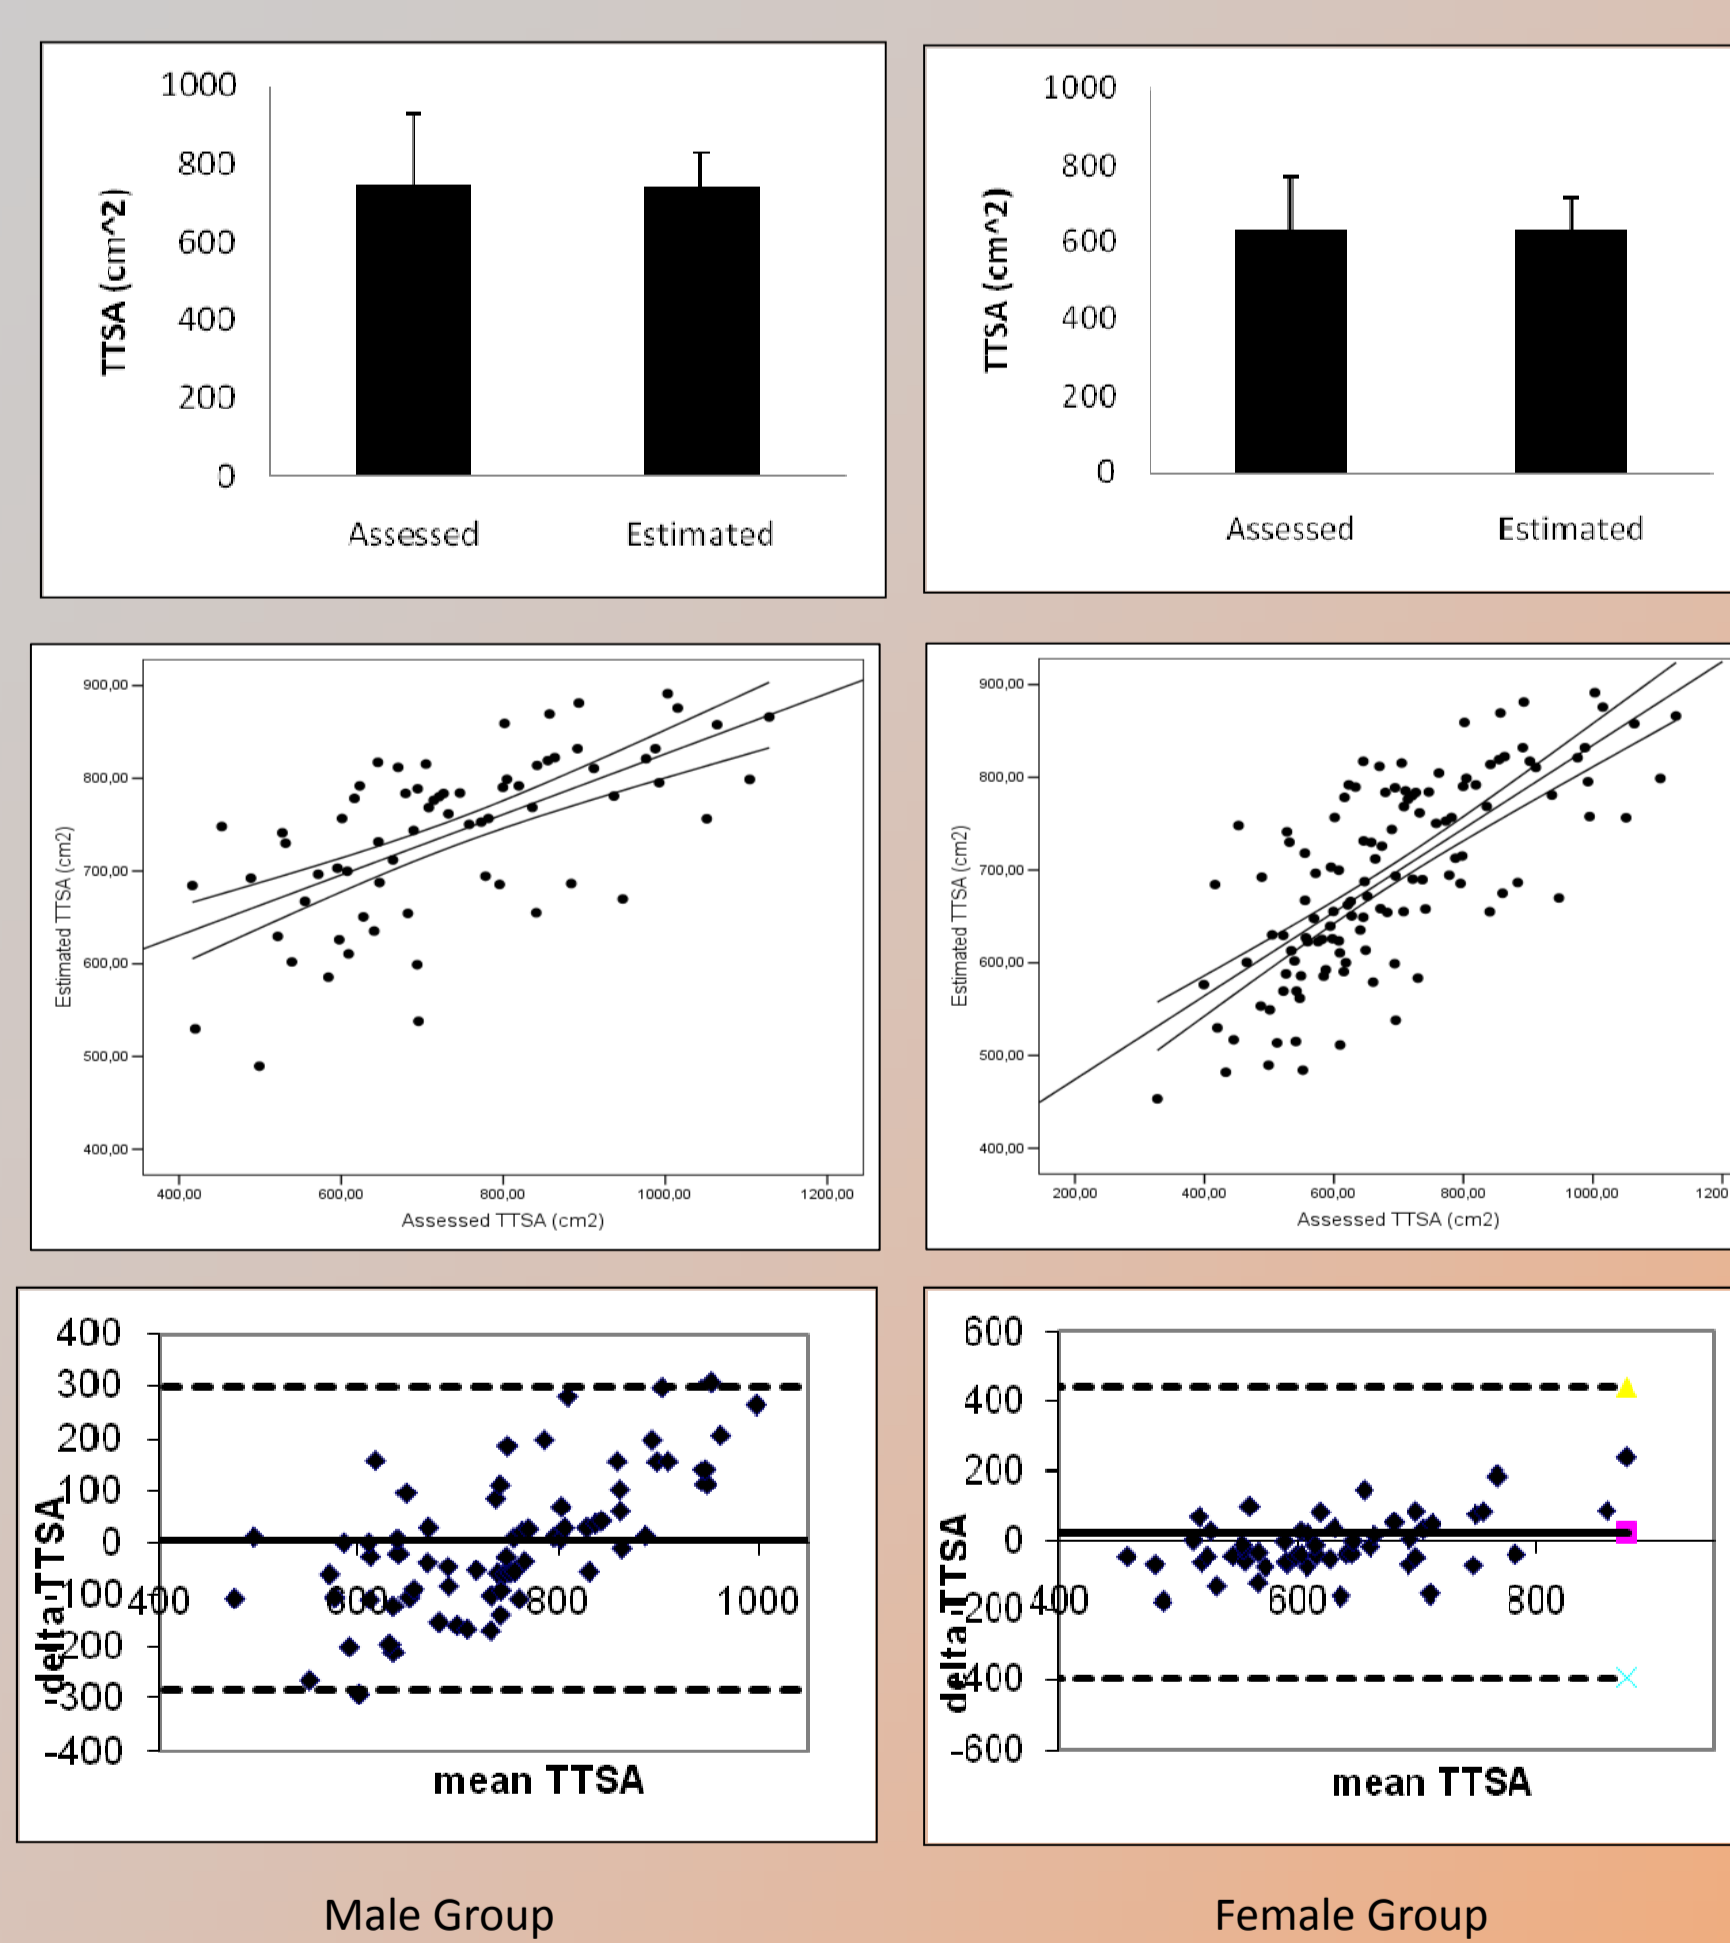 1000
800
600
400
200
0
TTSA (cm^2)
Assessed Estimated
1000
800
600
400
200
0
TTSA (cm^2)
Assessed Estimated
900,00
800,00
700,00
600,00
500,00
400,00
Estimated TTSA (cm2)
400,00 600,00 800,00 1000,00 1200,00
Assessed TTSA (cm2)
900,00
800,00
700,00
600,00
500,00
400,00
Estimated TTSA (cm2)
200,00 400,00 600,00 800,00 1000,00 1200
Assessed TTSA (cm2)
400
300
200
100
0
-100
-200
-300
-400
delta TTSA
400 600 800 1000
mean TTSA
600
400
200
0
-200
-400
-600
delta TTSA
400 600 800
mean TTSA
Male Group
Female Group